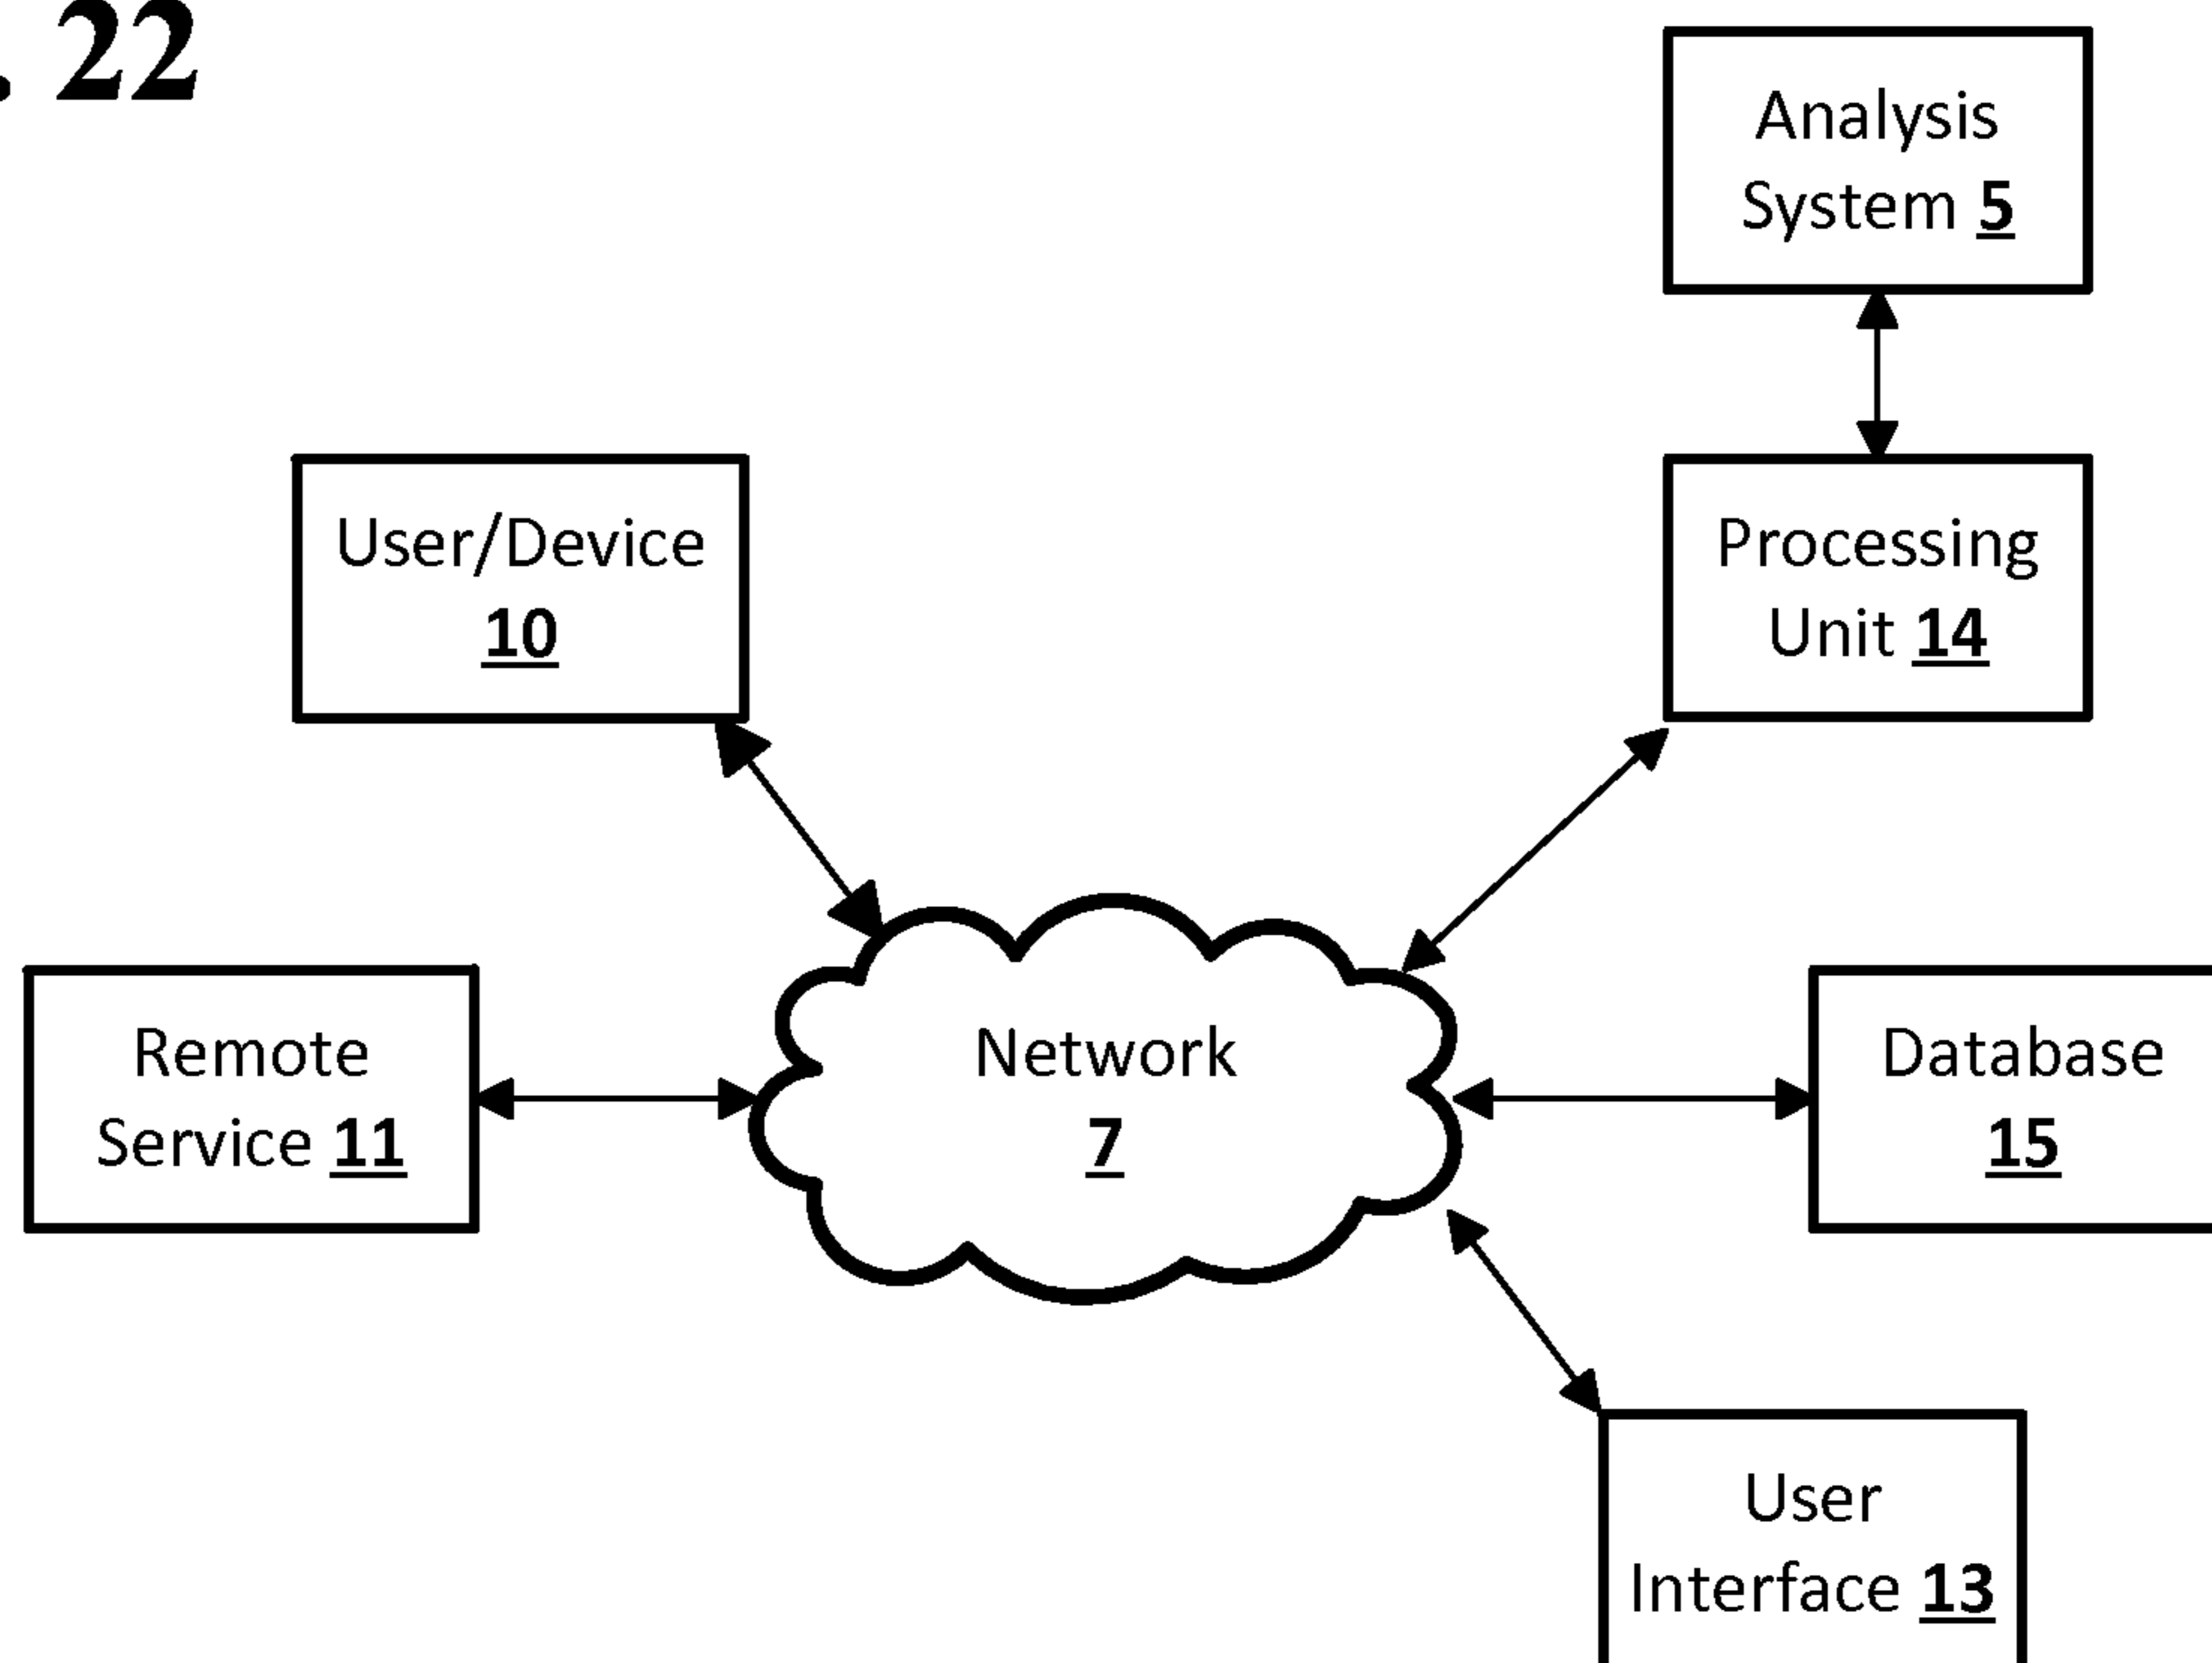 . 22
Analysis
System 5
User/Device
10
Processing
Unit 14
Remote
Service 11
Network
7
Database
15
User
Interface 13